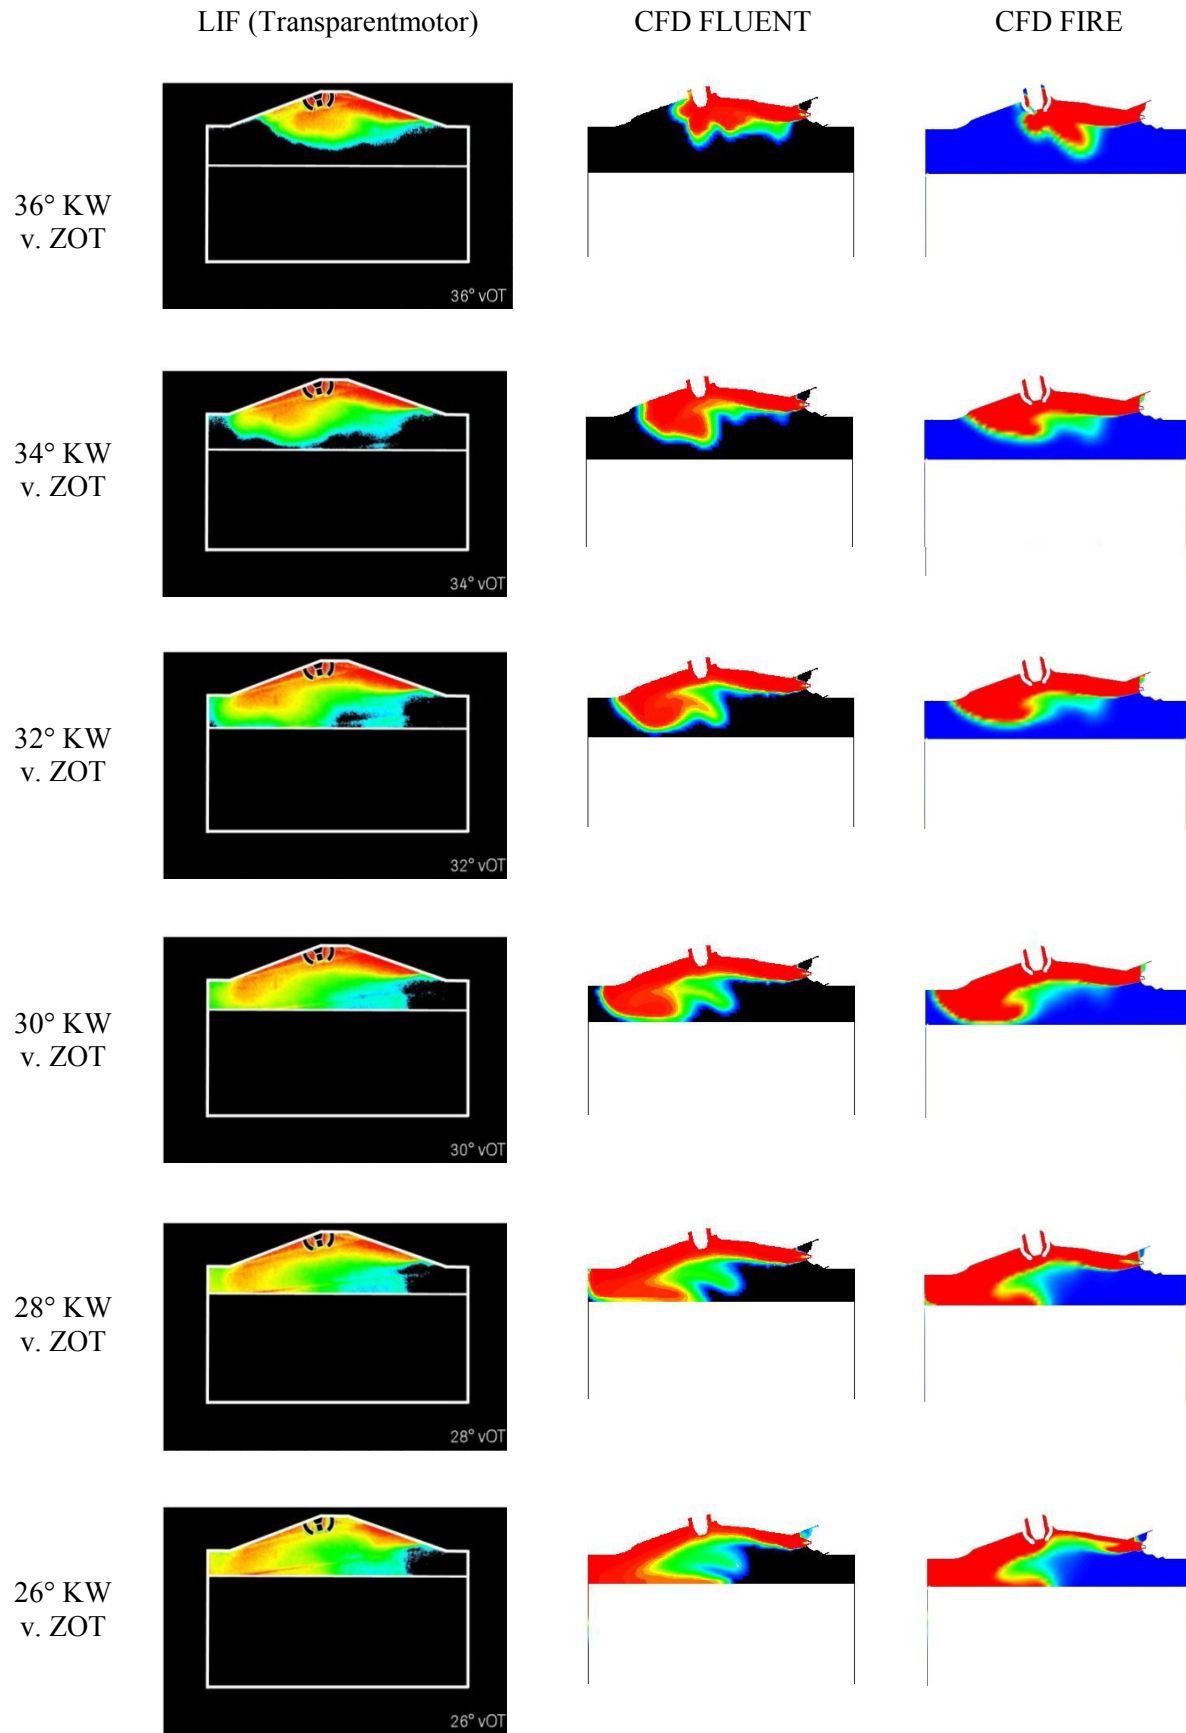 LIF (Transparentmotor)
CFD FLUENT
CFD FIRE
36° KW
v. ZOT
36° vOT
34° KW
v. ZOT
34° vOT
32° KW
v. ZOT
32° vOT
30° KW
v. ZOT
30° vOT
28° KW
v. ZOT
28° vOT
26° KW
v. ZOT
26° vOT